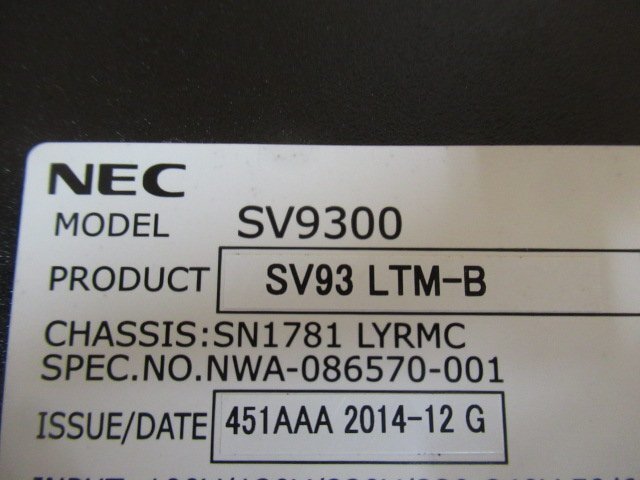 NEC
MODEL SV9300
PRODUCT SV93 LTM-B
CHASSIS:SN1781 LYRMC
SPEC.NO.NWA-086570-001
ISSUE/DATE 451AAA 2014-12 G